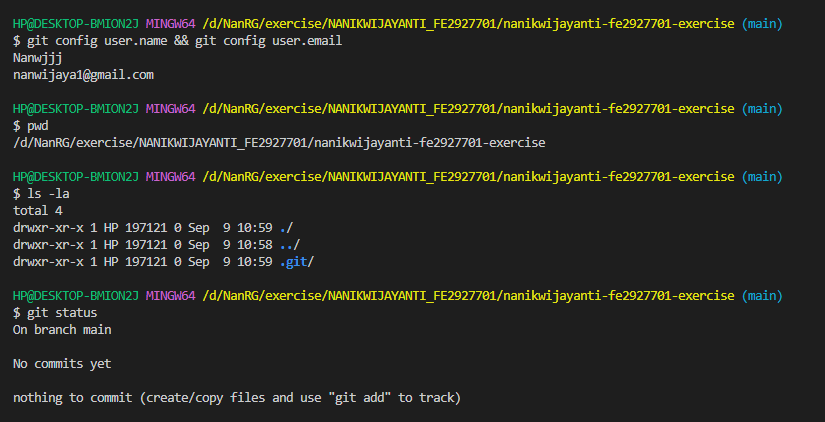 HP@DESKTOP-BMION2J MINGW64 /d/NanRG/exercise/NANIKWIJAYANTI_FE2927701/nanikwijayanti-fe2927701-exercise (main)
$ git config user.name && git config user.email
Nanwjjj
nanwijaya1@gmail.com
HP@DESKTOP-BMION2J MINGW64 /d/NanRG/exercise/NANIKWIJAYANTI_FE2927701/nanikwijayanti-fe2927701-exercise (main)
$ pwd
/d/NanRG/exercise/NANIKWIJAYANTI_FE2927701/nanikwijayanti-fe2927701-exercise
HP@DESKTOP-BMION2J MINGW64 /d/NanRG/exercise/NANIKWIJAYANTI_FE2927701/nanikwijayanti-fe2927701-exercise (main)
$ ls -la
total 4
drwxr-xr-x 1 HP 197121 0 Sep  9 10:59 ./
drwxr-xr-x 1 HP 197121 0 Sep  9 10:58 ../
drwxr-xr-x 1 HP 197121 0 Sep  9 10:59 .git/
HP@DESKTOP-BMION2J MINGW64 /d/NanRG/exercise/NANIKWIJAYANTI_FE2927701/nanikwijayanti-fe2927701-exercise (main)
$ git status
On branch main
No commits yet
nothing to commit (create/copy files and use "git add" to track)